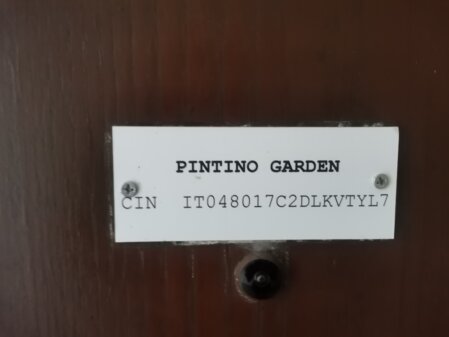 PINTINO GARDEN
CIN IT048017C2DLKVTYL7